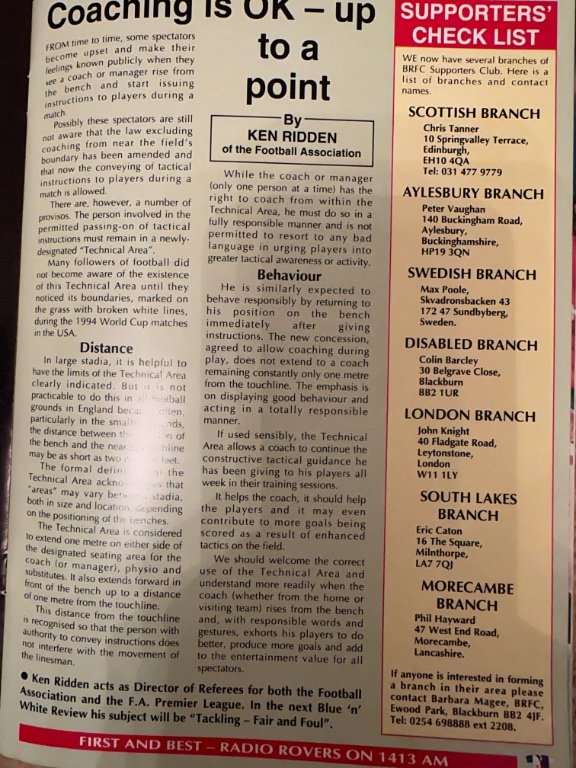 Coaching is OK – up
to a
point
By
KEN RIDDEN
of the Football Association
FROM time to time, some spectators
become upset and make their
feelings known publicly when they
see a coach or manager rise from
the bench and start issuing
instructions to players during a
match.
Possibly these spectators are still
not aware that the law excluding
coaching from near the field's
boundary has been amended and
that now the conveying of tactical
instructions to players during a
match is allowed.
There are, however, a number of
provisos. The person involved in the
permitted passing-on of tactical
instructions must remain in a newly-
designated "Technical Area".
Many followers of football did
not become aware of the existence
of this Technical Area until they
noticed its boundaries, marked on
the grass with broken white lines,
during the 1994 World Cup matches
in the USA.
Distance
In large stadia, it is helpful to
have the limits of the Technical Area
clearly indicated. But it is not
practicable to do this in all football
grounds in England
particularly in the
the distance between
the bench and the
may be as short as two feet.
The formal
Technical Area that
"areas" may vary stadia,
both in size and location, depending
on the positioning of the benches.
The Technical Area is considered
to extend one metre on either side of
the designated seating area for the
coach (or manager), physio and
substitutes. It also extends forward in
front of the bench up to a distance
of one metre from the touchline.
This distance from the touchline
is recognised so that the person with
authority to convey instructions does
not interfere with the movement of
the linesman.
While the coach or manager
(only one person at a time) has the
right to coach from within the
Technical Area, he must do so in a
fully responsible manner and is not
permitted to resort to any bad
language in urging players into
greater tactical awareness or activity.
Behaviour
He is similarly expected to
behave responsibly by returning to
his position on the bench
immediately after giving
instructions. The new concession,
agreed to allow coaching during
play, does not extend to a coach
remaining constantly only one metre
from the touchline. The emphasis is
on displaying good behaviour and
acting in a totally responsible
manner.
If used sensibly, the Technical
Area allows a coach to continue the
constructive tactical guidance he
has been giving to his players all
week in their training sessions.
It helps the coach, it should help
the players and it may even
contribute to more goals being
scored as a result of enhanced
tactics on the field.
We should welcome the correct
use of the Technical Area and
understand more readily when the
coach (whether from the home or
visiting team) rises from the bench
and, with responsible words and
gestures, exhorts his players to do
better, produce more goals and add
to the entertainment value for all
spectators.
● Ken Ridden acts as Director of Referees for both the Football
Association and the F.A. Premier League. In the next Blue 'n'
White Review his subject will be "Tackling – Fair and Foul".
SUPPORTERS'
CHECK LIST
WE now have several branches of
BRFC Supporters Club. Here is a
list of branches and contact
names.
SCOTTISH BRANCH
Chris Tanner
10 Springvalley Terrace,
Edinburgh,
EH10 4QA
Tel: 031 477 9779
AYLESBURY BRANCH
Peter Vaughan
140 Buckingham Road,
Aylesbury,
Buckinghamshire,
HP19 3QN
SWEDISH BRANCH
Max Poole,
Skvadronsbacken 43
172 47 Sundbyberg,
Sweden.
DISABLED BRANCH
Colin Barcley
30 Belgrave Close,
Blackburn
BB2 1UR
LONDON BRANCH
John Knight
40 Fladgate Road,
Leytonstone,
London
W11 1LY
SOUTH LAKES
BRANCH
Eric Caton
16 The Square,
Milnthorpe,
LA7 7QJ
MORECAMBE
BRANCH
Phil Hayward
47 West End Road,
Morecambe,
Lancashire.
If anyone is interested in forming
a branch in their area please
contact Barbara Magee, BRFC,
Ewood Park, Blackburn BB2 4JF.
Tel: 0254 698888 ext 2208.
FIRST AND BEST – RADIO ROVERS ON 1413 AM